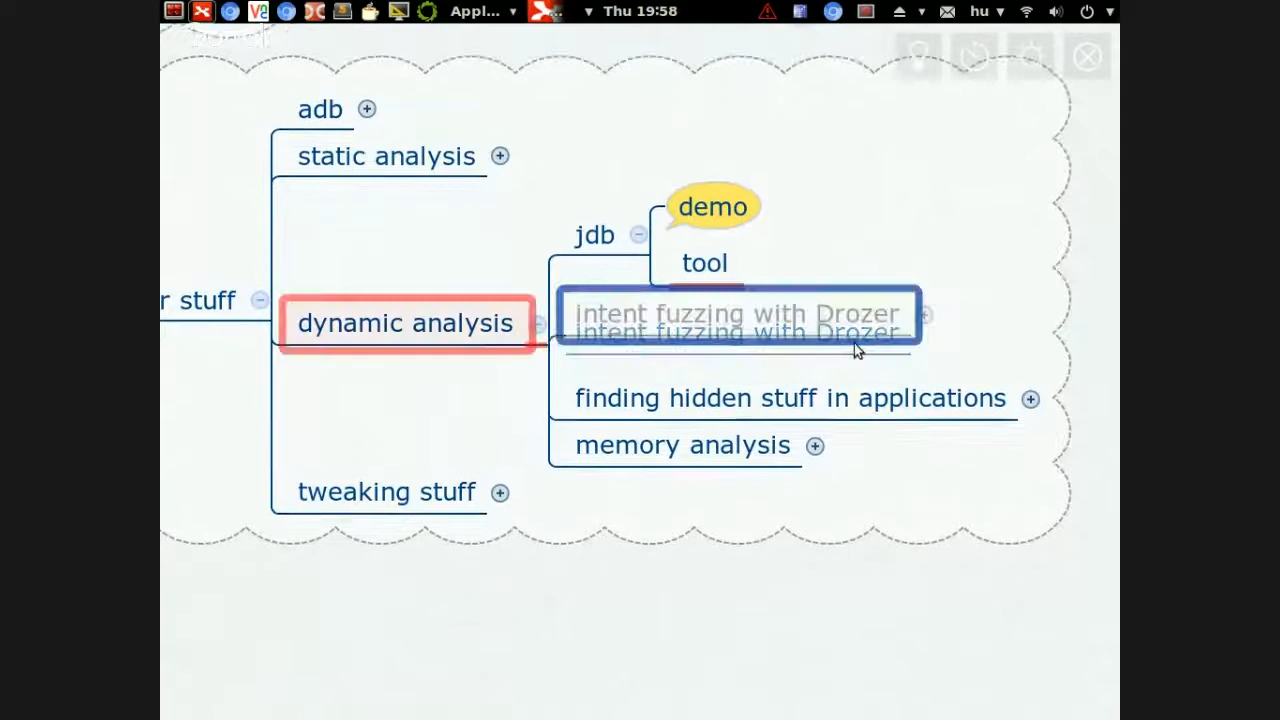 Appl...
Thu 19:58
hu
adb
static analysis
demo
jdb
tool
r stuff
dynamic analysis
intent fuzzing with Drozer
intent fuzzing with Drozer
finding hidden stuff in applications
memory analysis
tweaking stuff